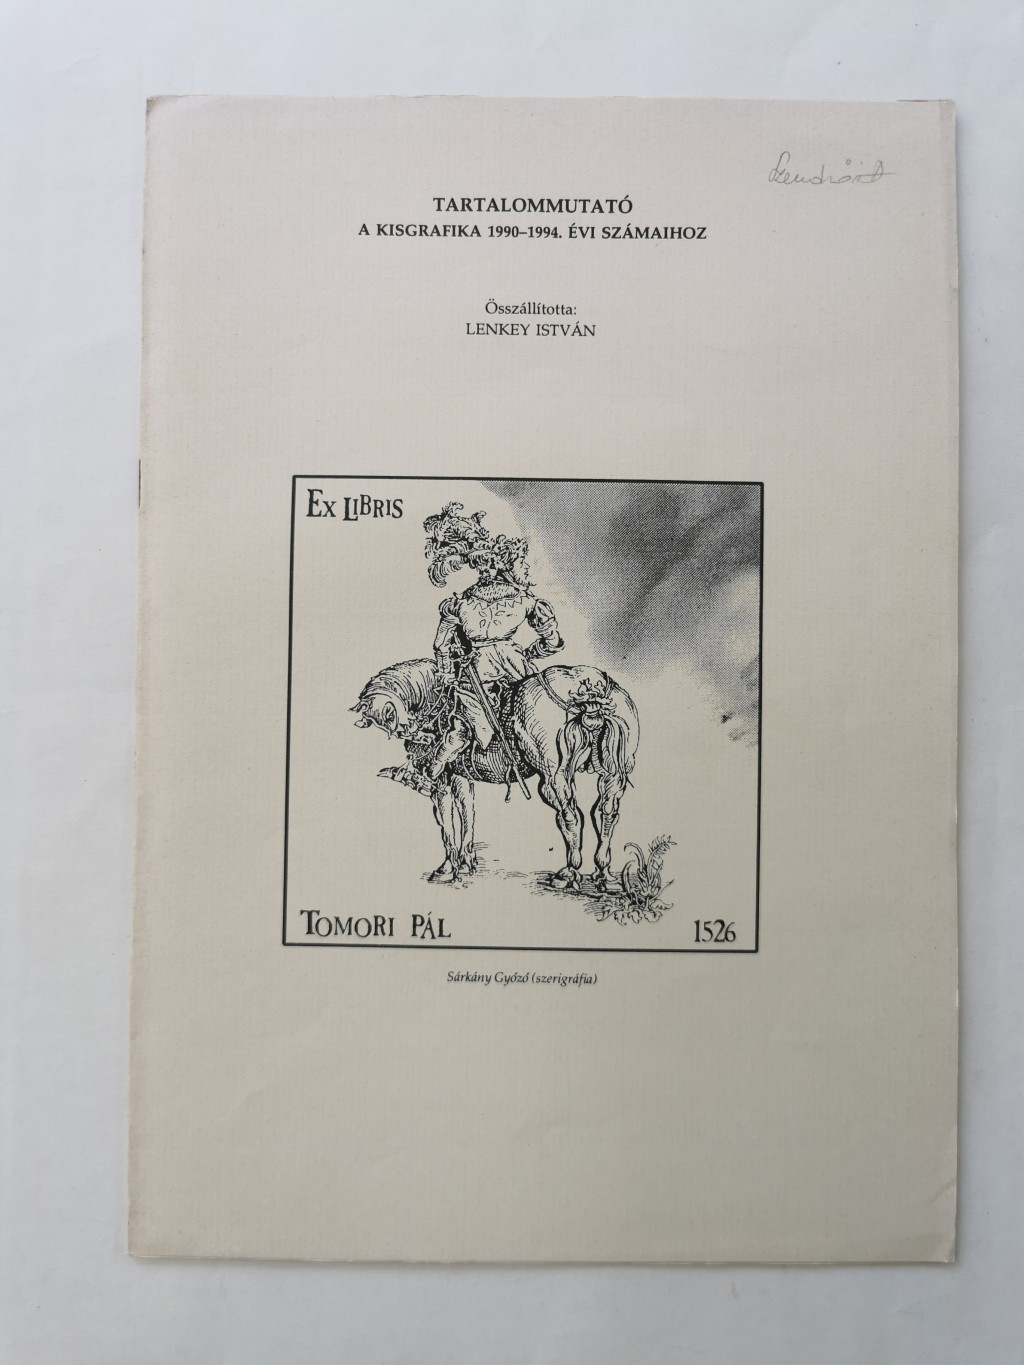 TARTALOMMUTATÓ
A KISGRAFIKA 1990–1994. ÉVI SZÁMAIHOZ
Összállította:
LENKEY ISTVÁN
EX LIBRIS
TOMORI PÁL
1526
Sárkány Győző (szerigráfia)